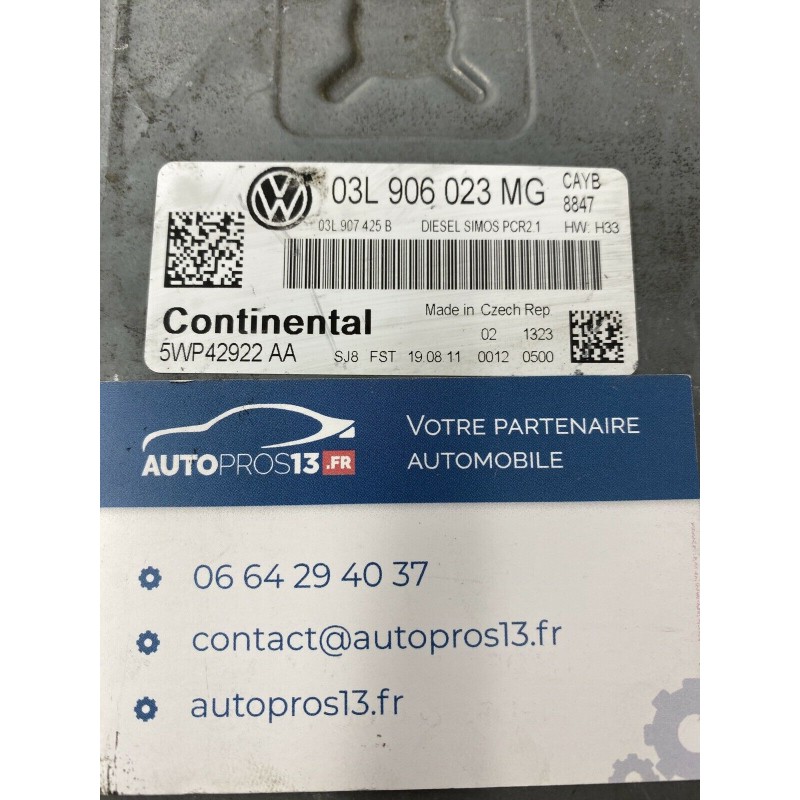 03L 906 023 MG CAYB
8847
03L 907 425 B DIESEL SIMOS PCR2.1 HW: H33
Continental Made in Czech Rep
02 1323
5WP42922 AA SJ8 FST 19 08 11 0012 0500
AUTOPROS13.FR
VOTRE PARTENAIRE
AUTOMOBILE
06 64 29 40 37
contact@autopros13.fr
autopros13.fr